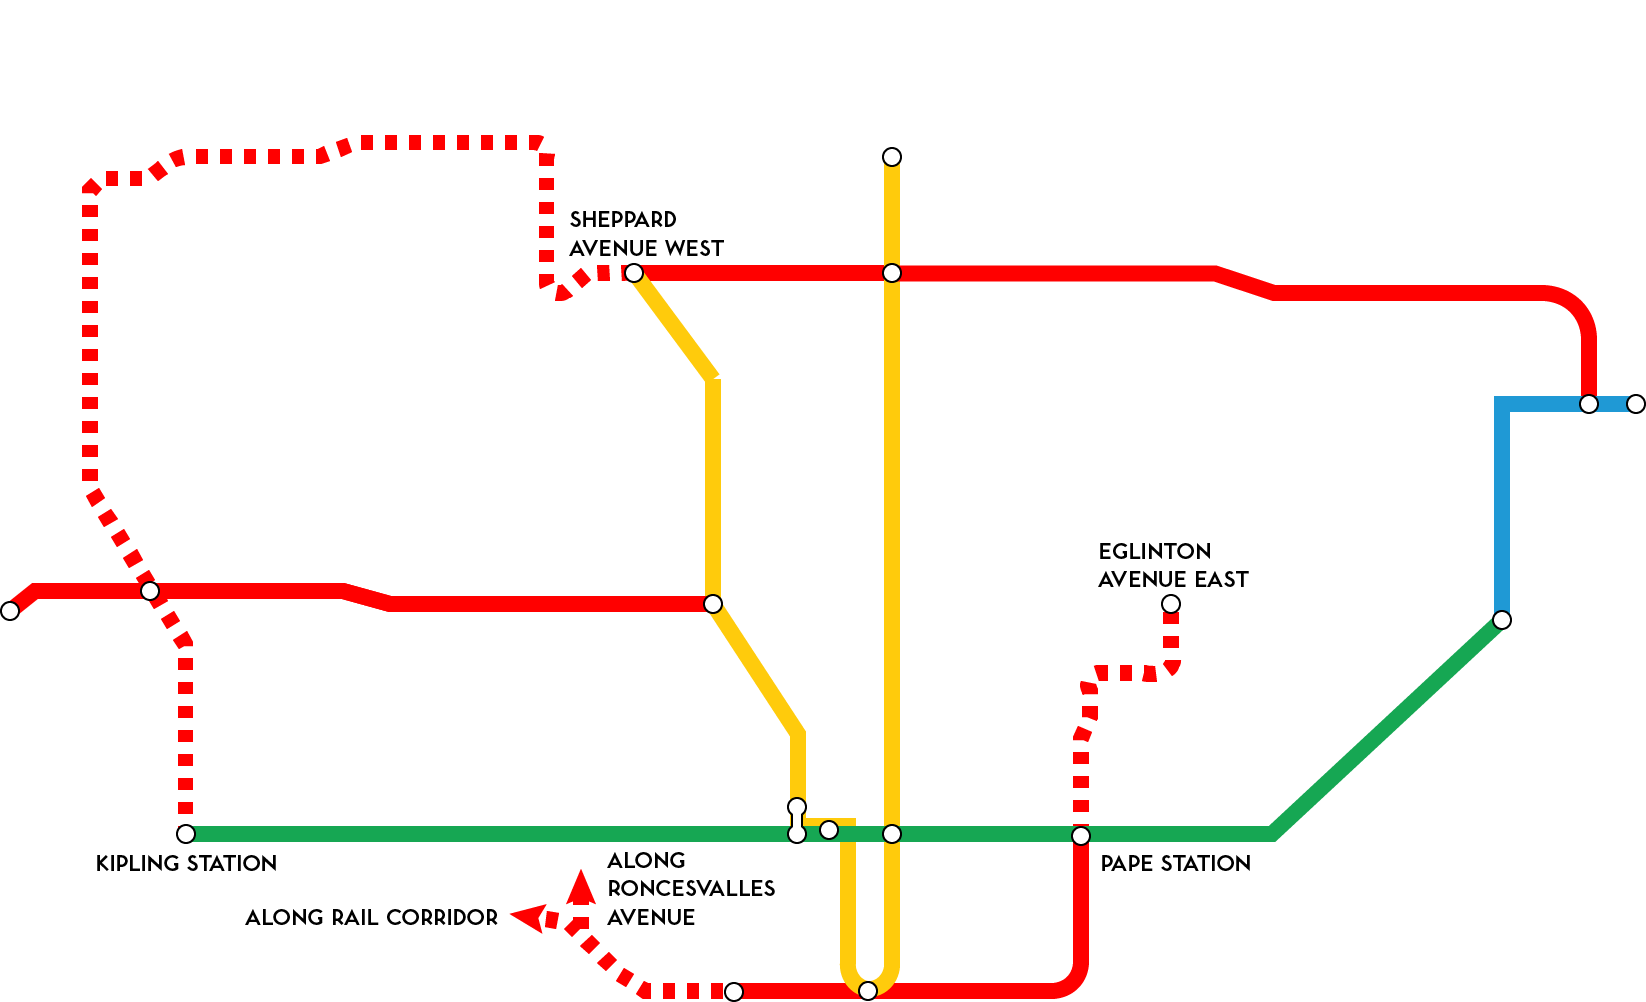 SHEPPARD
AVENUE WEST
EGLINTON
AVENUE EAST
KIPLING STATION
ALONG
RONCESVALLES
AVENUE
PAPE STATION
ALONG RAIL CORRIDOR